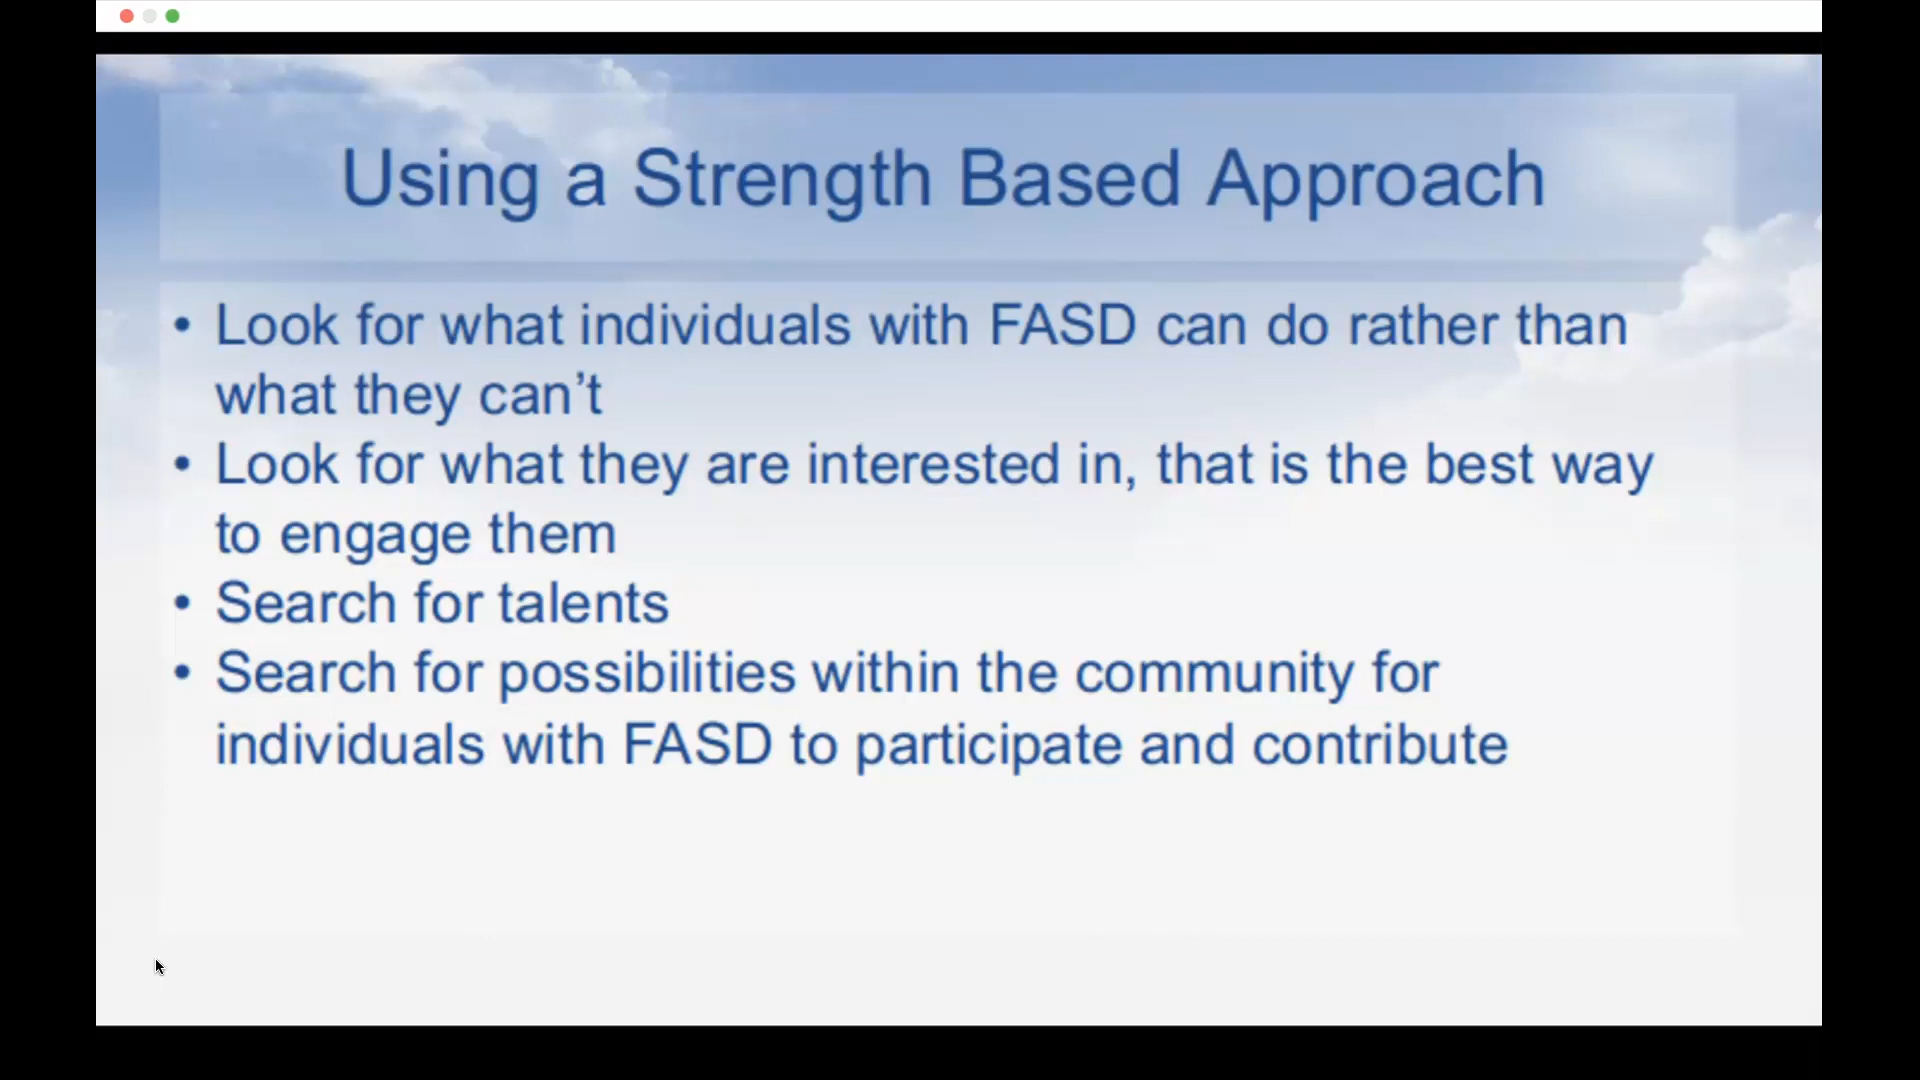 Using a Strength Based Approach
• Look for what individuals with FASD can do rather than
what they can’t
• Look for what they are interested in, that is the best way
to engage them
• Search for talents
• Search for possibilities within the community for
individuals with FASD to participate and contribute